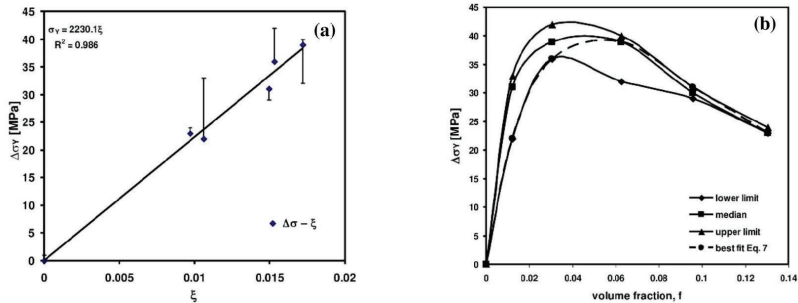 σY = 2230.1ξ
R² = 0.986
(a)
45
40
35
30
25
20
15
10
5
0
ΔσY [MPa]
0
0.005
0.01
0.015
0.02
ξ
Δσ – ξ
(b)
45
40
35
30
25
20
15
10
5
0
ΔσY [MPa]
0
0.02
0.04
0.06
0.08
0.1
0.12
0.14
volume fraction, f
lower limit
median
upper limit
best fit Eq. 7